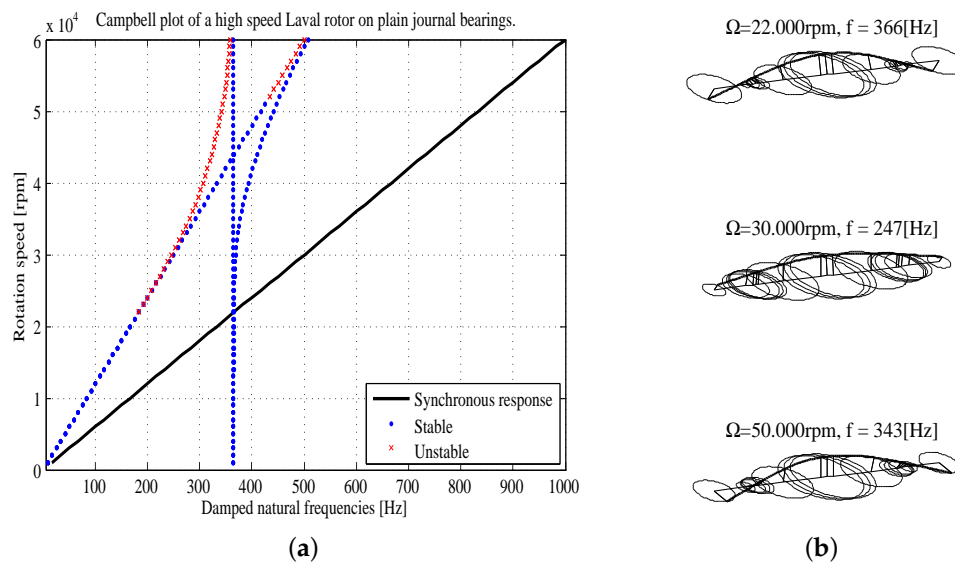 Campbell plot of a high speed Laval rotor on plain journal bearings.
x 10^4
6
5
4
3
2
1
0
Rotation speed [rpm]
100 200 300 400 500 600 700 800 900 1000
Damped natural frequencies [Hz]
Synchronous response
Stable
Unstable
(a)
Ω=22.000rpm, f = 366[Hz]
Ω=30.000rpm, f = 247[Hz]
Ω=50.000rpm, f = 343[Hz]
(b)